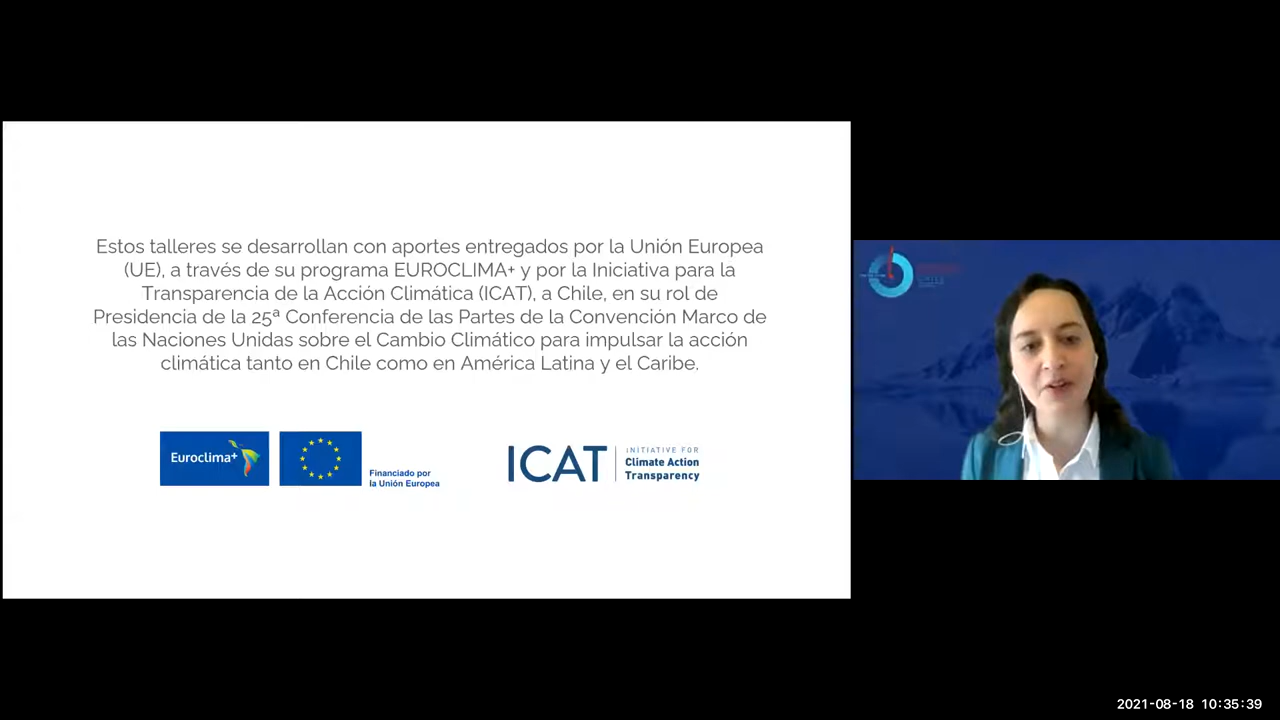 Estos talleres se desarrollan con aportes entregados por la Unión Europea
(UE), a través de su programa EUROCLIMA+ y por la Iniciativa para la
Transparencia de la Acción Climática (ICAT), a Chile, en su rol de
Presidencia de la 25ª Conferencia de las Partes de la Convención Marco de
las Naciones Unidas sobre el Cambio Climático para impulsar la acción
climática tanto en Chile como en América Latina y el Caribe.
Euroclima+
Financiado por
la Unión Europea
ICAT
INITIATIVE FOR
Climate Action
Transparency
CHILE
2021-08-18 10:35:39